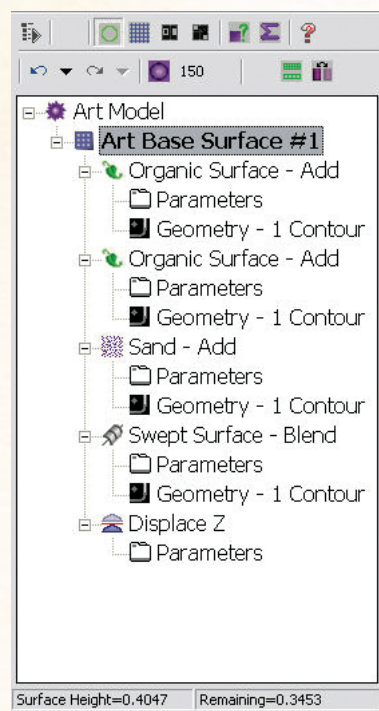 150
Art Model
Art Base Surface #1
Organic Surface - Add
Parameters
Geometry - 1 Contour
Organic Surface - Add
Parameters
Geometry - 1 Contour
Sand - Add
Parameters
Geometry - 1 Contour
Swept Surface - Blend
Parameters
Geometry - 1 Contour
Displace Z
Parameters
Surface Height=0.4047 Remaining=0.3453